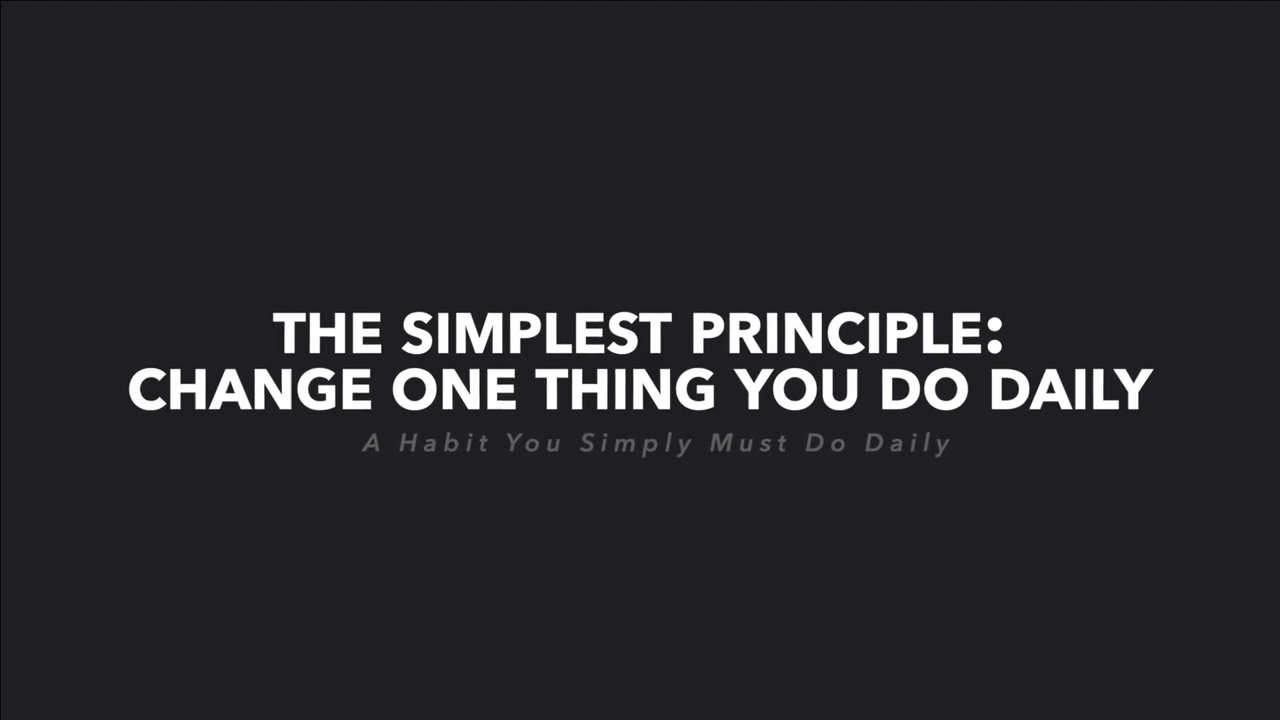 THE SIMPLEST PRINCIPLE:
CHANGE ONE THING YOU DO DAILY
A Habit You Simply Must Do Daily